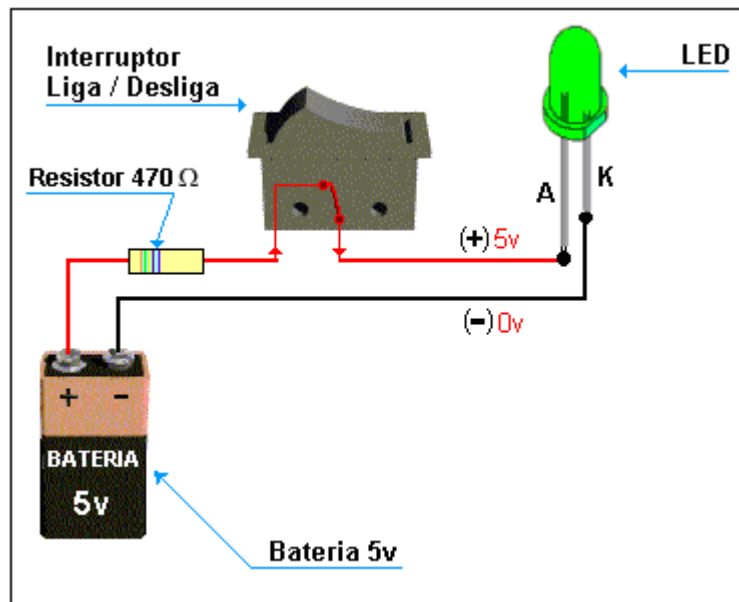 Interruptor
Liga / Desliga
LED
Resistor 470 Ω
A
K
(+) 5v
(-) 0v
+ -
BATERIA
5v
Bateria 5v